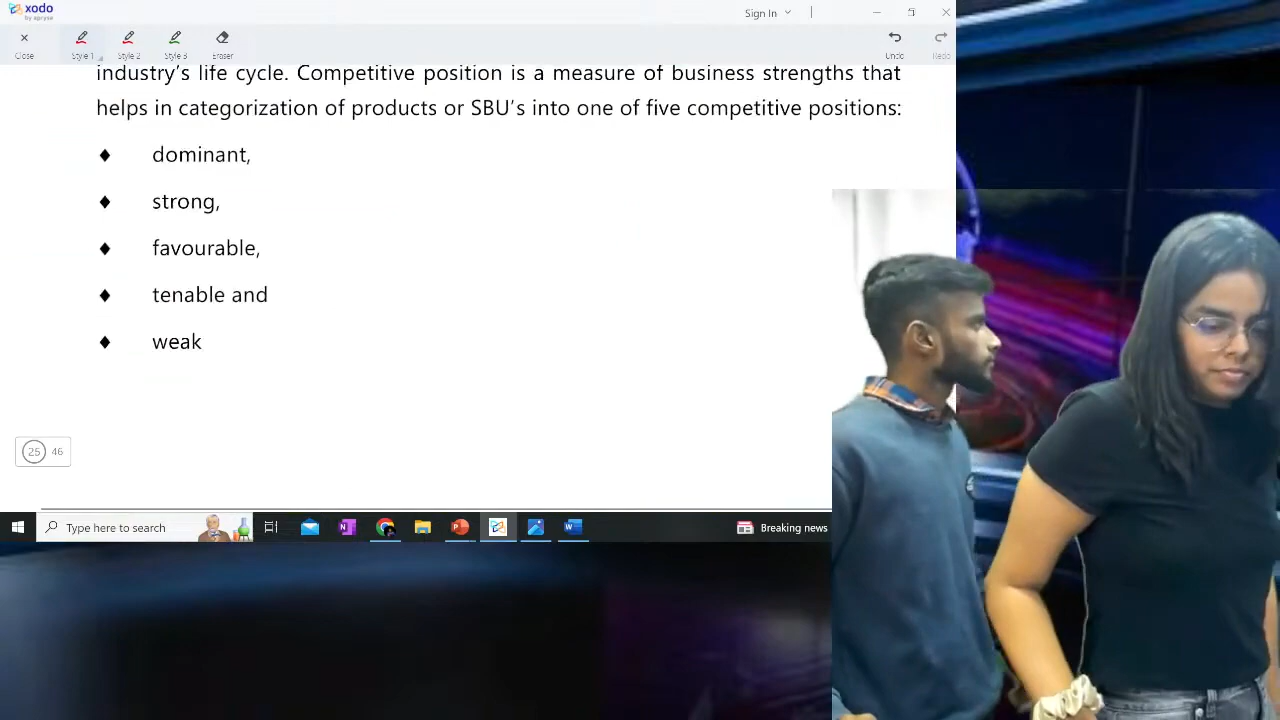 xodo
by apryse
Sign In
Close
Style 1
Style 2
Style
Eraser
Undo
Redo
industry's life cycle. Competitive position is a measure of business strengths that
helps in categorization of products or SBU's into one of five competitive positions:
♦ dominant,
♦ strong,
♦ favourable,
♦ tenable and
♦ weak
25 46
Type here to search
Breaking news